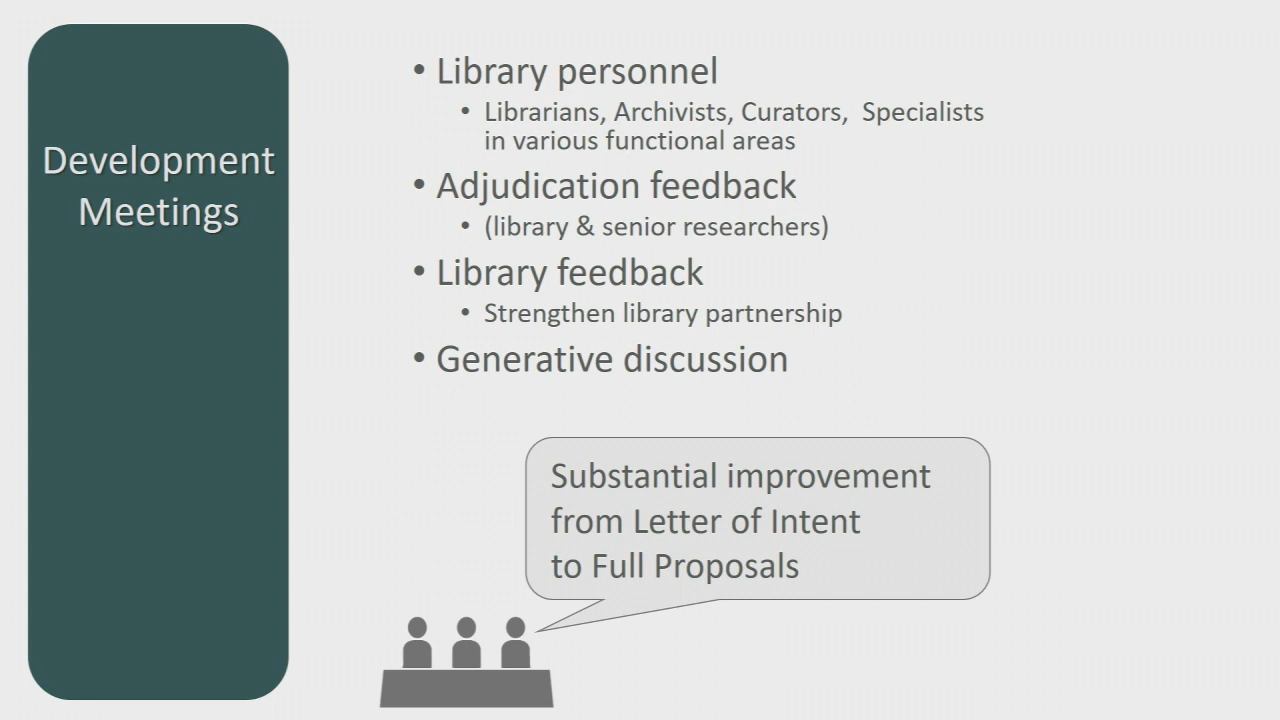 Development
Meetings
• Library personnel
• Librarians, Archivists, Curators,  Specialists
in various functional areas
• Adjudication feedback
• (library & senior researchers)
• Library feedback
• Strengthen library partnership
• Generative discussion
Substantial improvement
from Letter of Intent
to Full Proposals